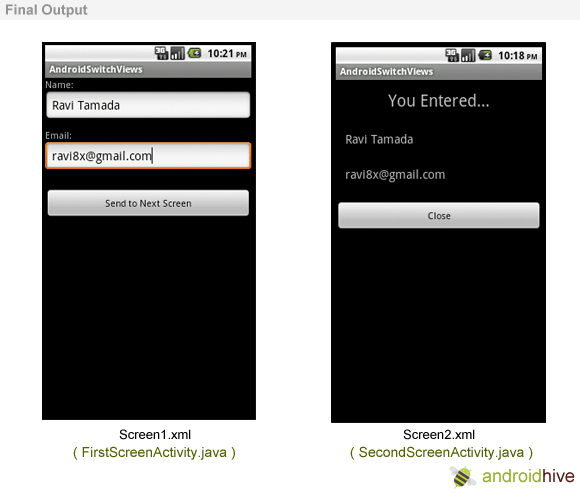 Final Output
3G
10:21 PM
AndroidSwitchViews
Name:
Ravi Tamada
Email:
ravi8x@gmail.com
Send to Next Screen
Screen1.xml
( FirstScreenActivity.java )
3G
10:18 PM
AndroidSwitchViews
You Entered...
Ravi Tamada
ravi8x@gmail.com
Close
Screen2.xml
( SecondScreenActivity.java )
androidhive